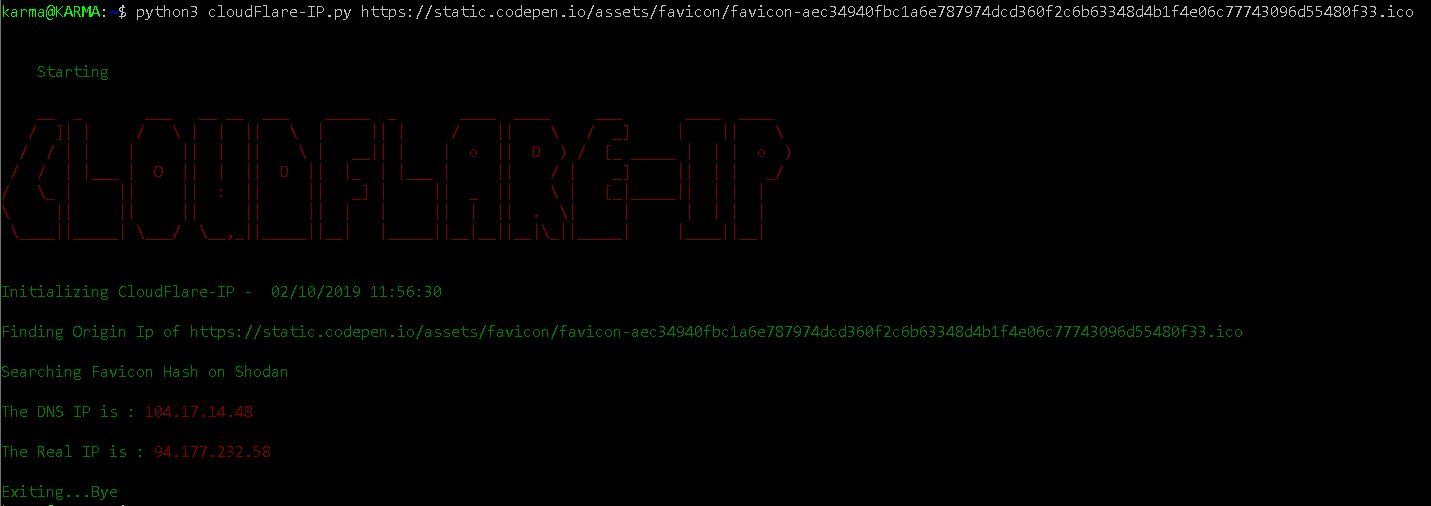 karma@KARMA:~$ python3 cloudFlare-IP.py https://static.codepen.io/assets/favicon/favicon-aec34940fbc1a6e787974dcd360f2c6b63348d4b1f4e06c77743096d55480f33.ico
Starting
CLOUDFLARE-IP
Initializing CloudFlare-IP -  02/10/2019 11:56:30
Finding Origin Ip of https://static.codepen.io/assets/favicon/favicon-aec34940fbc1a6e787974dcd360f2c6b63348d4b1f4e06c77743096d55480f33.ico
Searching Favicon Hash on Shodan
The DNS IP is : 104.17.14.48
The Real IP is : 94.177.232.58
Exiting...Bye